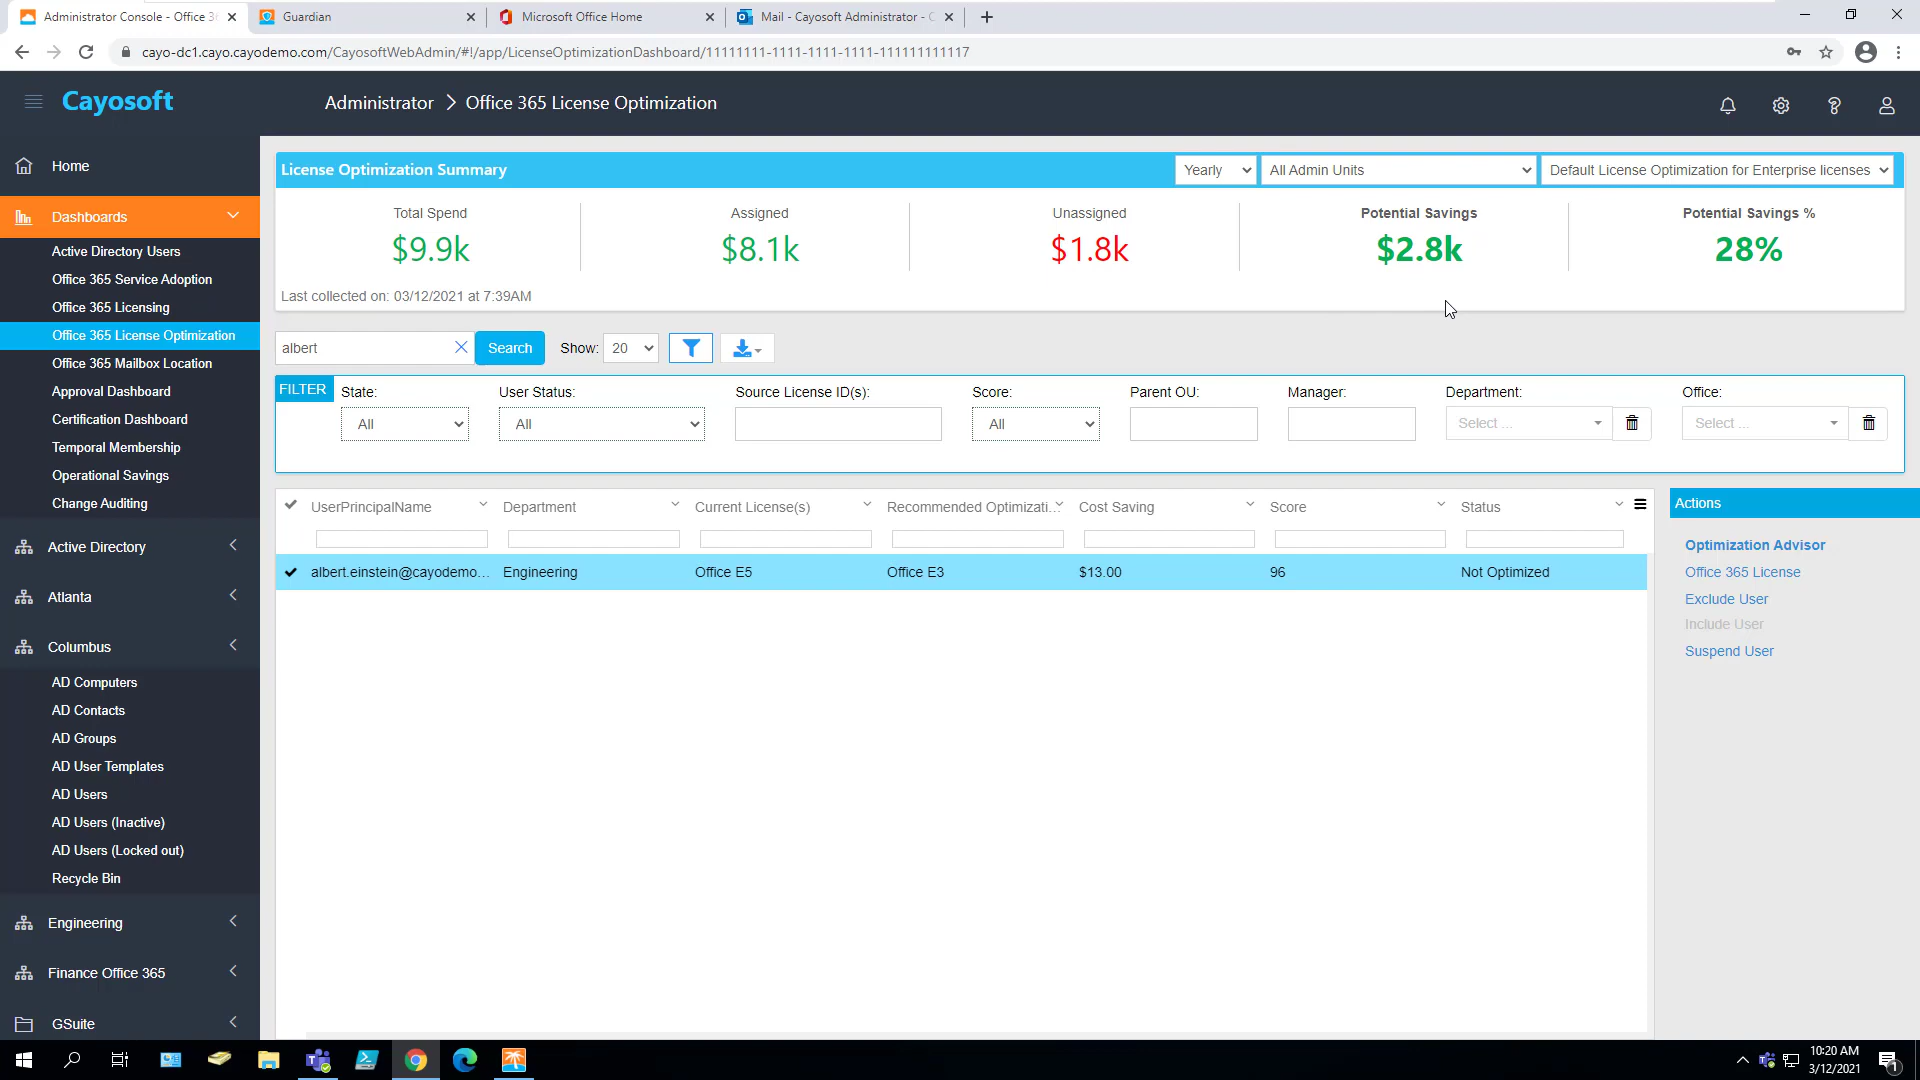 Administrator Console - Office 3
Guardian
Microsoft Office Home
Mail - Cayosoft Administrator - C
cayo-dc1.cayo.cayodemo.com/CayosoftWebAdmin/#!/app/LicenseOptimizationDashboard/11111111-1111-1111-1111-111111111117
Cayosoft
Administrator > Office 365 License Optimization
Home
Dashboards
Active Directory Users
Office 365 Service Adoption
Office 365 Licensing
Office 365 License Optimization
Office 365 Mailbox Location
Approval Dashboard
Certification Dashboard
Temporal Membership
Operational Savings
Change Auditing
Active Directory
Atlanta
Columbus
AD Computers
AD Contacts
AD Groups
AD User Templates
AD Users
AD Users (Inactive)
AD Users (Locked out)
Recycle Bin
Engineering
Finance Office 365
GSuite
License Optimization Summary
Yearly
All Admin Units
Default License Optimization for Enterprise licenses
Total Spend
$9.9k
Assigned
$8.1k
Unassigned
$1.8k
Potential Savings
$2.8k
Potential Savings %
28%
Last collected on: 03/12/2021 at 7:39AM
albert
Search
Show: 20
FILTER
State:
All
User Status:
All
Source License ID(s):
Score:
All
Parent OU:
Manager:
Department:
Select ...
Office:
Select ...
UserPrincipalName Department Current License(s) Recommended Optimizati... Cost Saving Score Status
albert.einstein@cayodemo... Engineering Office E5 Office E3 $13.00 96 Not Optimized
Actions
Optimization Advisor
Office 365 License
Exclude User
Include User
Suspend User
10:20 AM
3/12/2021
1